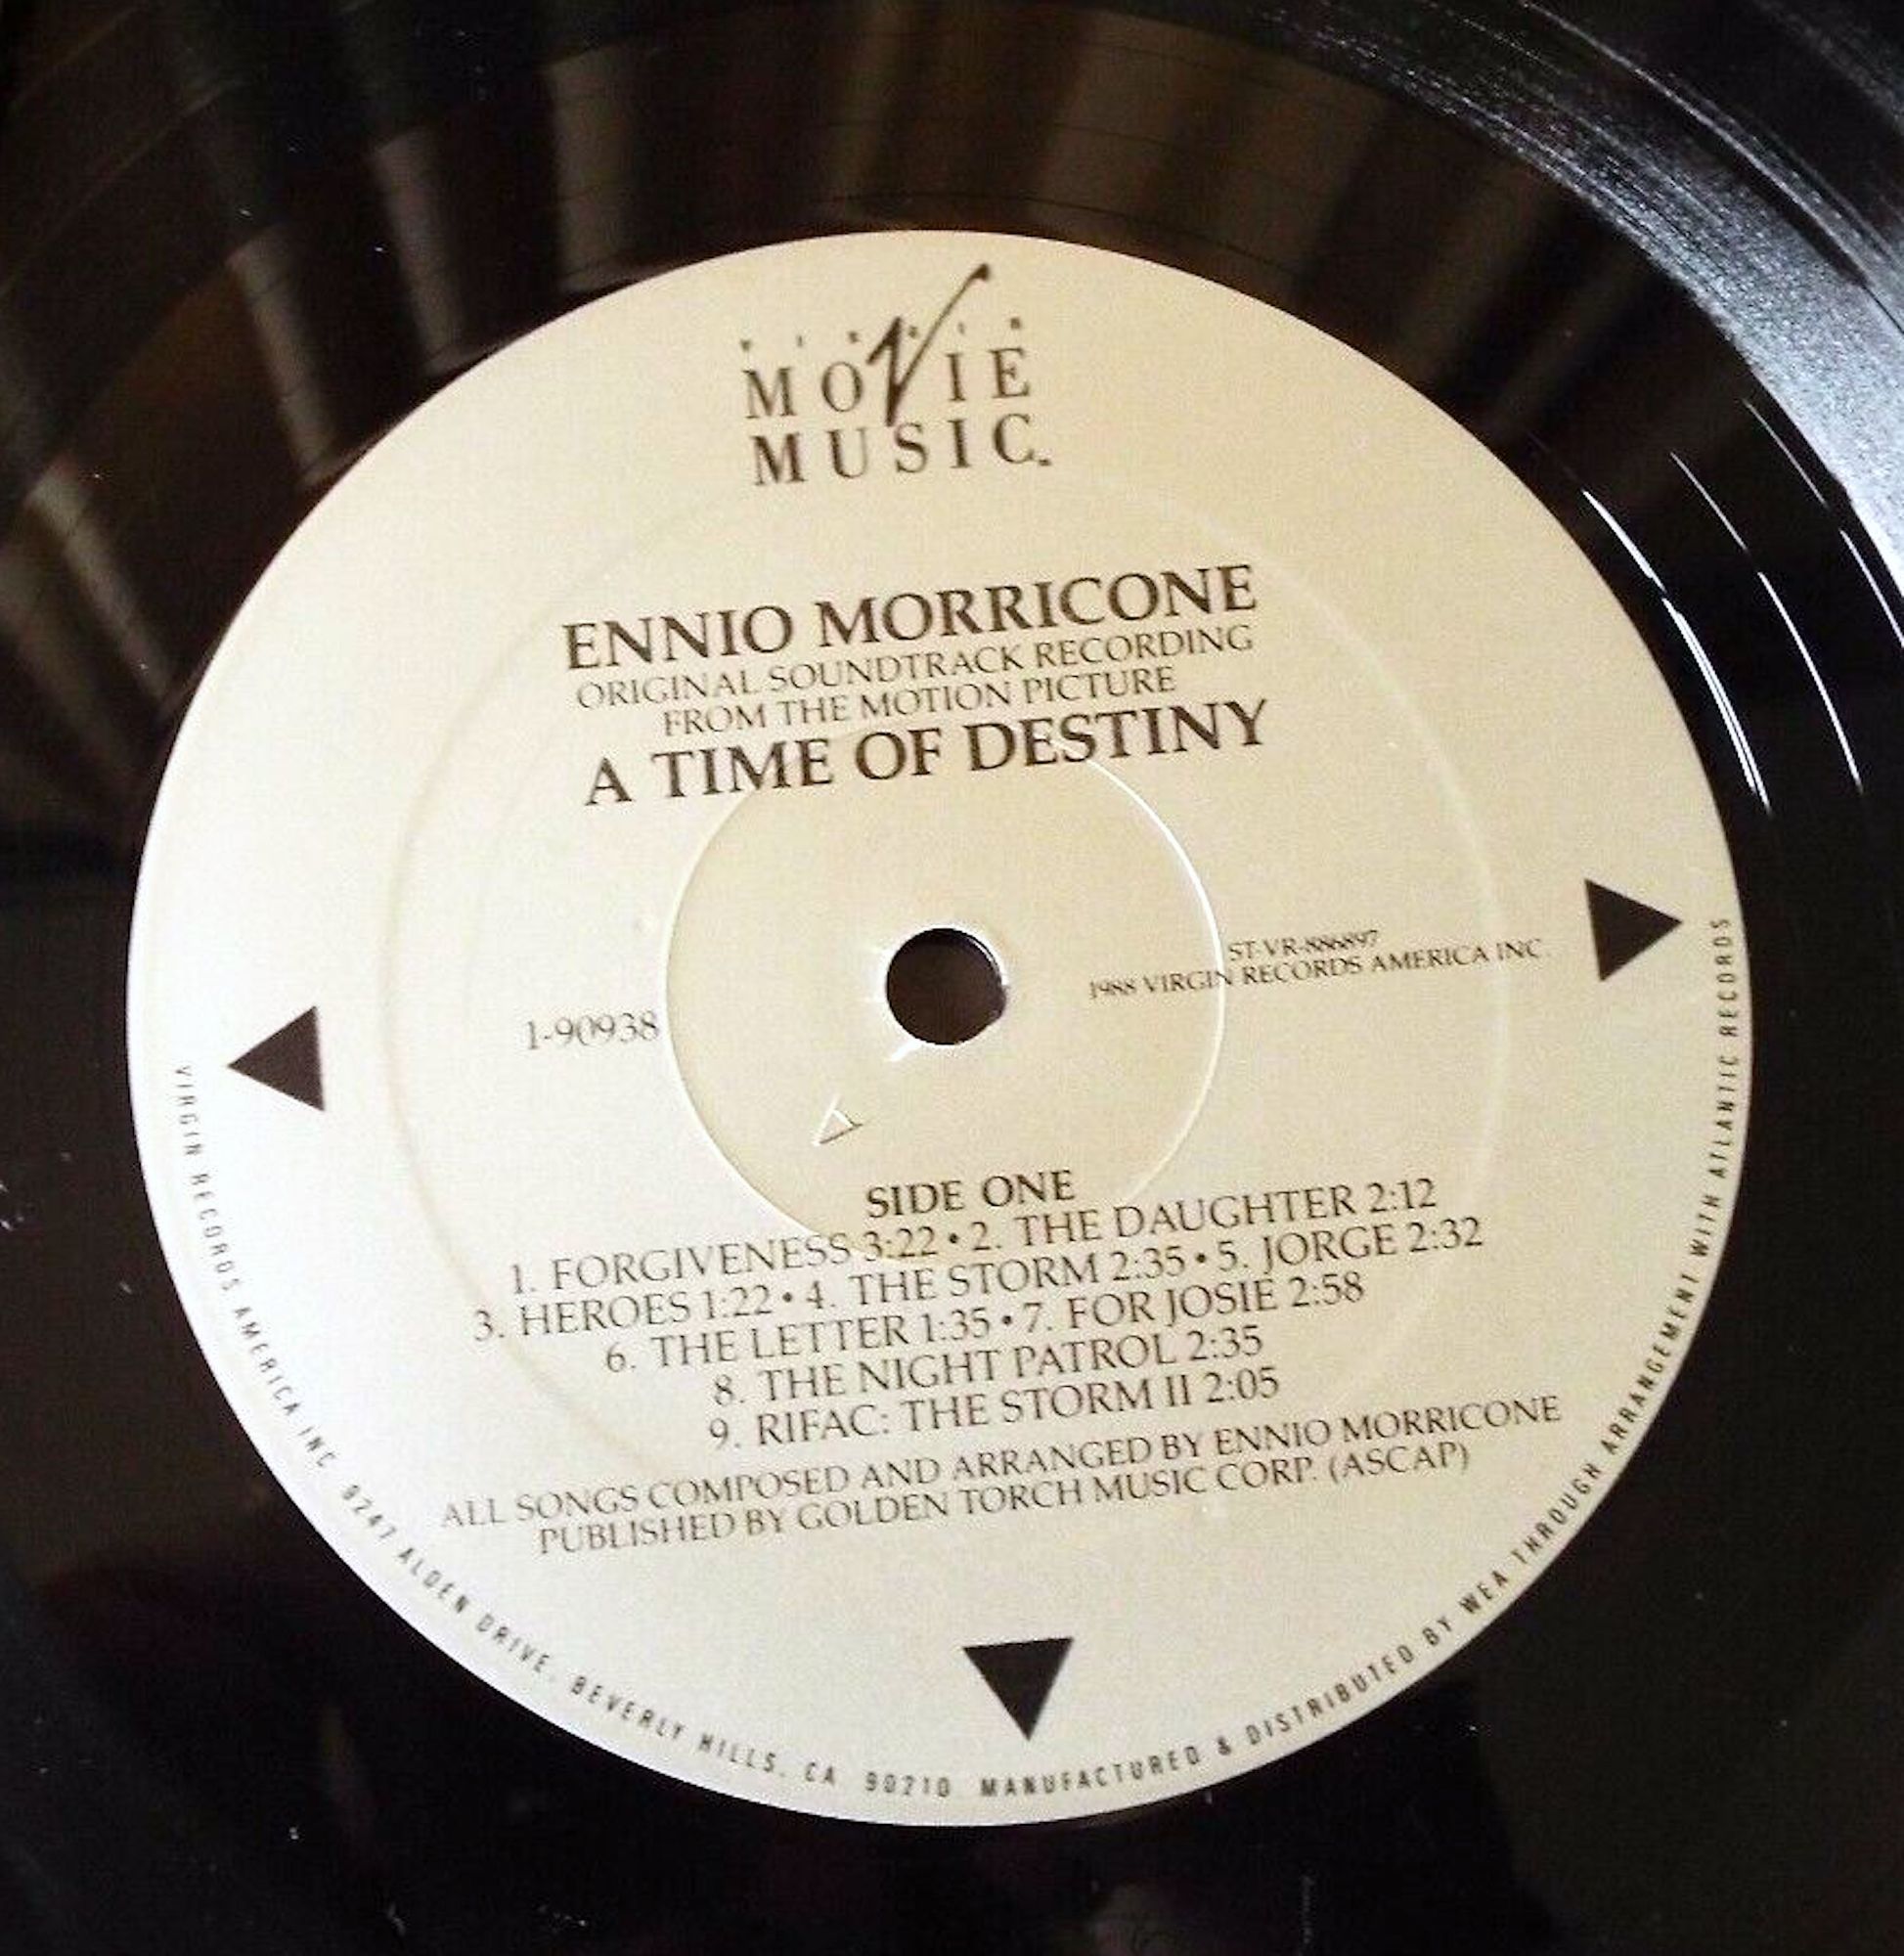 VIRGIN
MOVIE
MUSIC.
ENNIO MORRICONE
ORIGINAL SOUNDTRACK RECORDING
FROM THE MOTION PICTURE
A TIME OF DESTINY
ST-VR-886897
1988 VIRGIN RECORDS AMERICA INC.
1-90938
A
SIDE ONE
1. FORGIVENESS 3:22 • 2. THE DAUGHTER 2:12
3. HEROES 1:22 • 4. THE STORM 2:35 • 5. JORGE 2:32
6. THE LETTER 1:35 • 7. FOR JOSIE 2:58
8. THE NIGHT PATROL 2:35
9. RIFAC: THE STORM II 2:05
ALL SONGS COMPOSED AND ARRANGED BY ENNIO MORRICONE
PUBLISHED BY GOLDEN TORCH MUSIC CORP. (ASCAP)
VIRGIN RECORDS AMERICA INC. 9247 ALDEN DRIVE, BEVERLY HILLS, CA 90210 MANUFACTURED & DISTRIBUTED BY WEA THROUGH ARRANGEMENT WITH ATLANTIC RECORDS